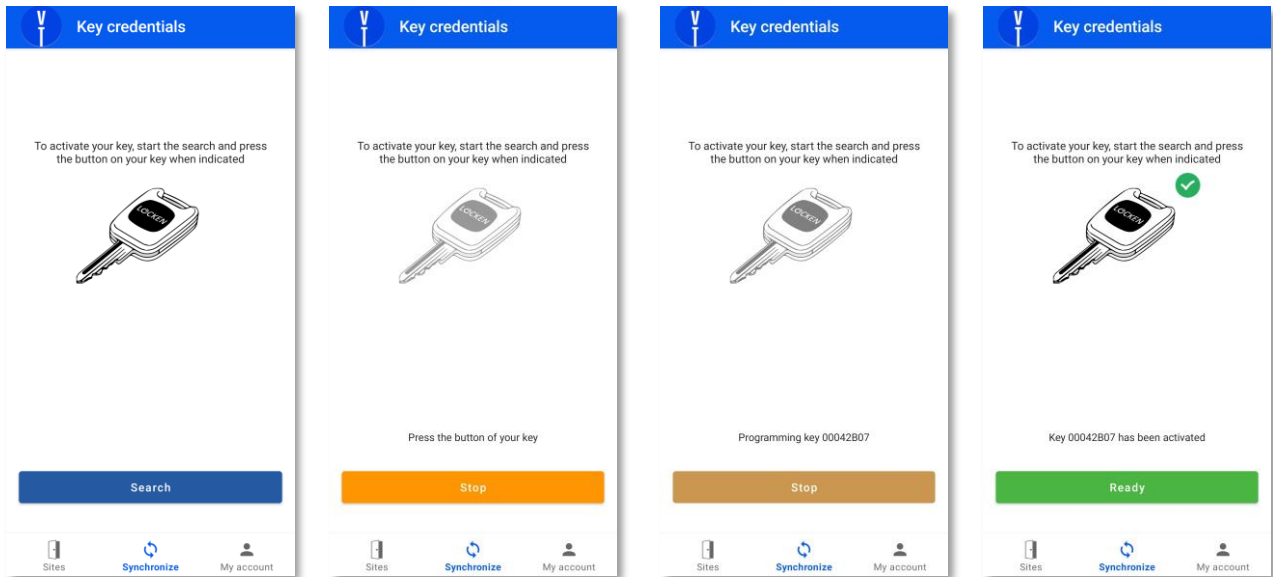 Key credentials
To activate your key, start the search and press
the button on your key when indicated
LOCKEN
Search
Sites
Synchronize
My account
Key credentials
To activate your key, start the search and press
the button on your key when indicated
LOCKEN
Press the button of your key
Stop
Sites
Synchronize
My account
Key credentials
To activate your key, start the search and press
the button on your key when indicated
LOCKEN
Programming key 00042B07
Stop
Sites
Synchronize
My account
Key credentials
To activate your key, start the search and press
the button on your key when indicated
LOCKEN
Key 00042B07 has been activated
Ready
Sites
Synchronize
My account